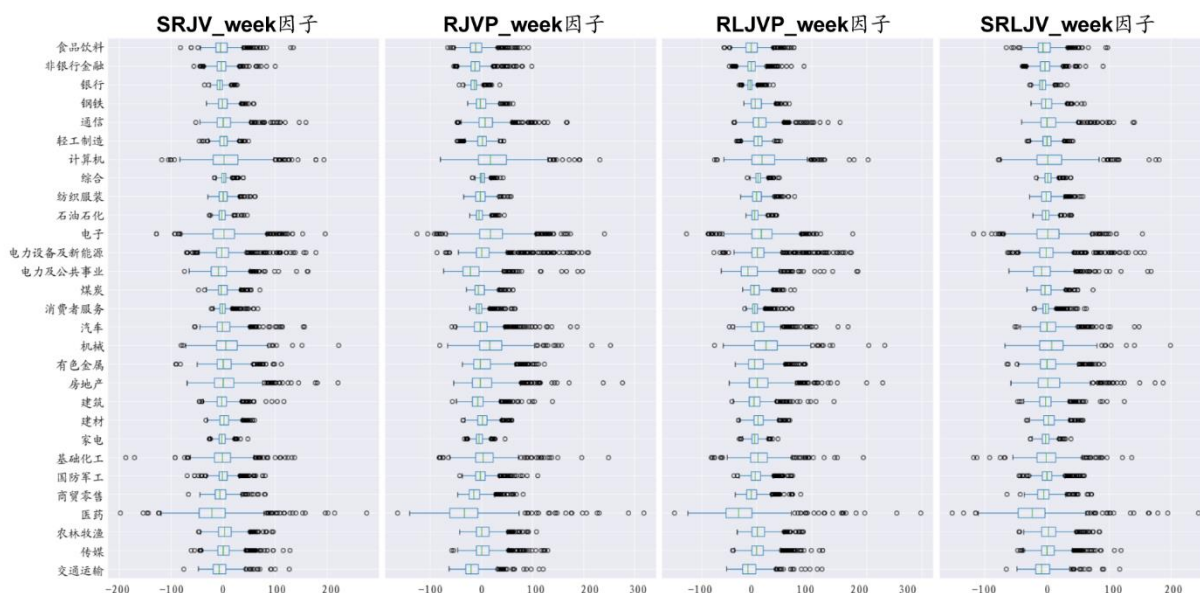 SRJV_week因子
RJVP_week因子
RLJVP_week因子
SRLJV_week因子
食品饮料
非银行金融
银行
钢铁
通信
轻工制造
计算机
综合
纺织服装
石油石化
电子
电力设备及新能源
电力及公共事业
煤炭
消费者服务
汽车
机械
有色金属
房地产
建筑
建材
家电
基础化工
国防军工
商贸零售
医药
农林牧渔
传媒
交通运输
-200 -100 0 100 200
-100 0 100 200 300
-100 0 100 200 300
-100 0 100 200